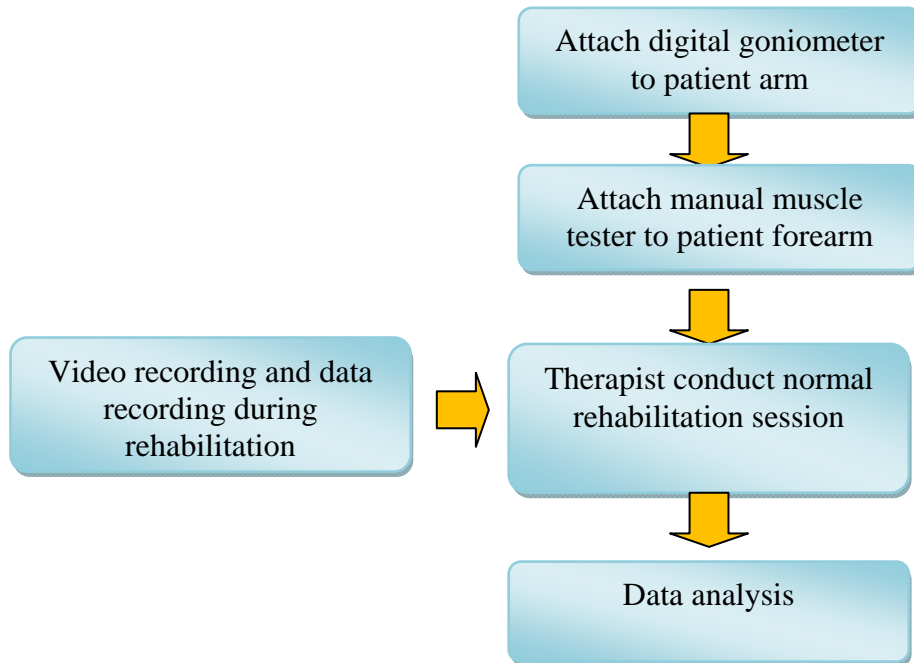 Attach digital goniometer
to patient arm
Attach manual muscle
tester to patient forearm
Video recording and data
recording during
rehabilitation
Therapist conduct normal
rehabilitation session
Data analysis